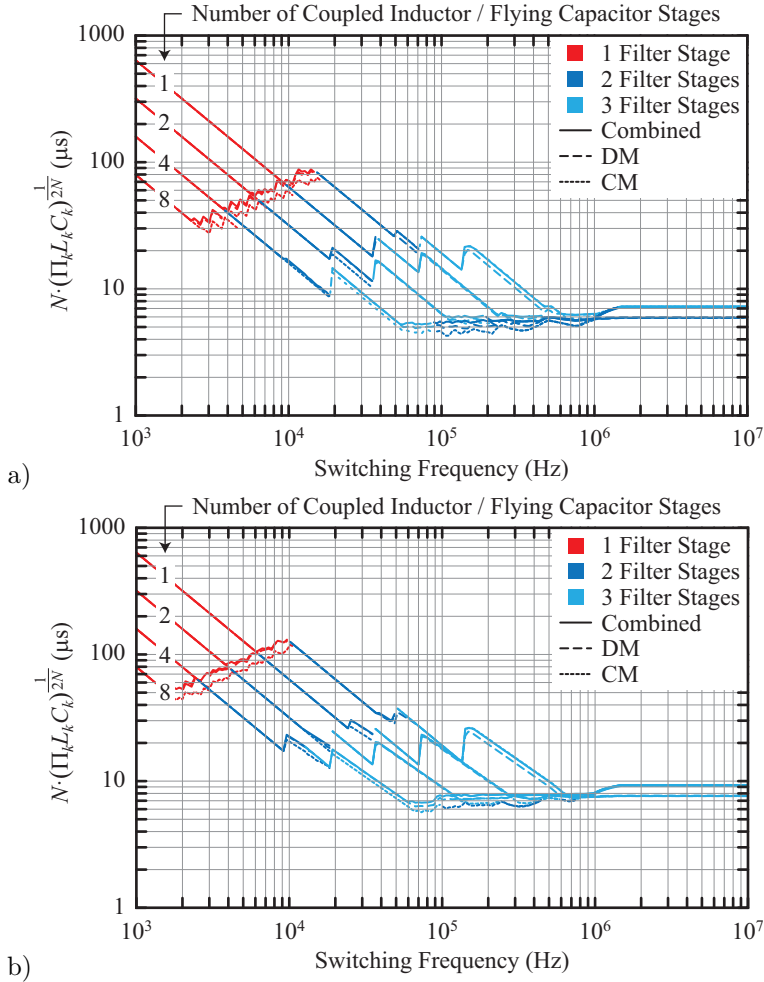 Number of Coupled Inductor / Flying Capacitor Stages
1000
100
10
1
N·(Π_k L_k C_k)^{1/2N} (μs)
1
2
4
8
1 Filter Stage
2 Filter Stages
3 Filter Stages
Combined
DM
CM
10^3 10^4 10^5 10^6 10^7
Switching Frequency (Hz)
a)
Number of Coupled Inductor / Flying Capacitor Stages
1000
100
10
1
N·(Π_k L_k C_k)^{1/2N} (μs)
1
2
4
8
1 Filter Stage
2 Filter Stages
3 Filter Stages
Combined
DM
CM
10^3 10^4 10^5 10^6 10^7
Switching Frequency (Hz)
b)